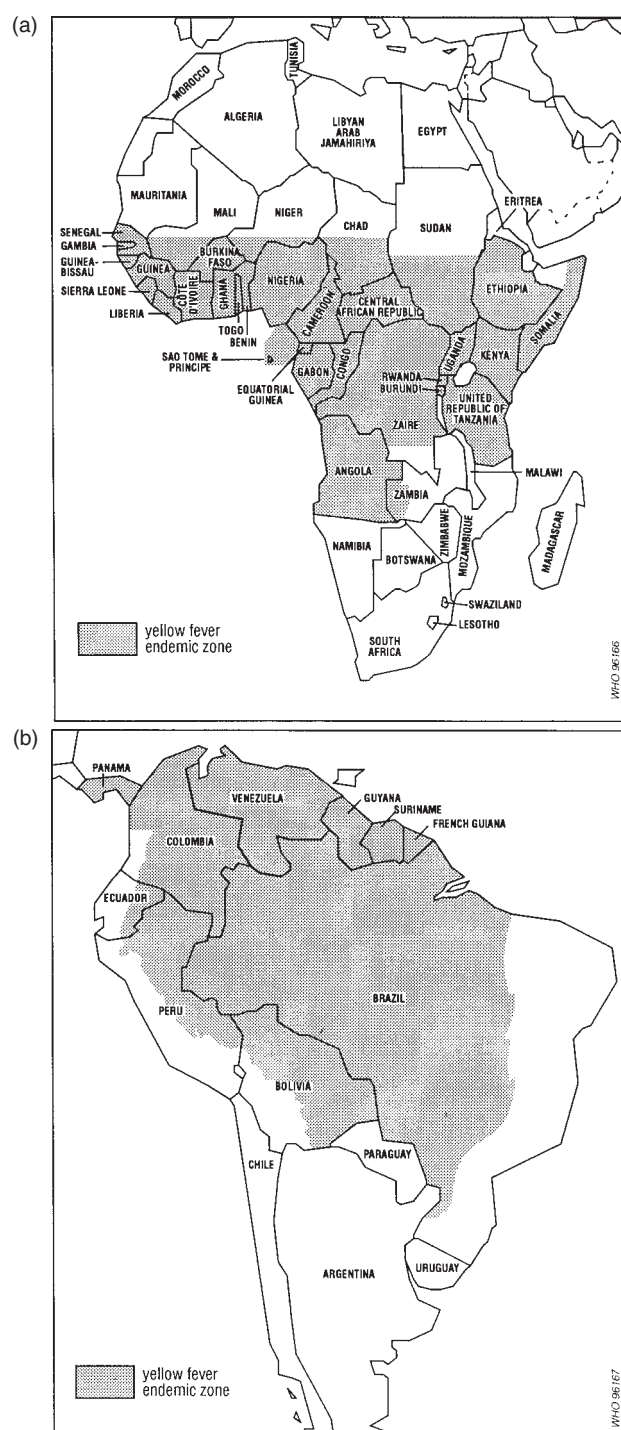 (a)
TUNISIA
MOROCCO
ALGERIA
LIBYAN
ARAB
JAMAHIRIYA
EGYPT
MAURITANIA
MALI
NIGER
CHAD
SUDAN
ERITREA
SENEGAL
GAMBIA
GUINEA-
BISSAU
GUINEA
SIERRA LEONE
LIBERIA
CÔTE
D'IVOIRE
BURKINA
FASO
GHANA
TOGO
BENIN
NIGERIA
CAMEROON
CENTRAL
AFRICAN REPUBLIC
ETHIOPIA
SOMALIA
SAO TOME &
PRINCIPE
EQUATORIAL
GUINEA
GABON
CONGO
UGANDA
KENYA
RWANDA
BURUNDI
UNITED
REPUBLIC OF
TANZANIA
ZAIRE
ANGOLA
ZAMBIA
MALAWI
NAMIBIA
BOTSWANA
ZIMBABWE
MOZAMBIQUE
MADAGASCAR
SWAZILAND
LESOTHO
SOUTH
AFRICA
yellow fever
endemic zone
WHO 96166
(b)
PANAMA
VENEZUELA
GUYANA
SURINAME
FRENCH GUIANA
COLOMBIA
ECUADOR
PERU
BRAZIL
BOLIVIA
PARAGUAY
CHILE
ARGENTINA
URUGUAY
yellow fever
endemic zone
WHO 96167